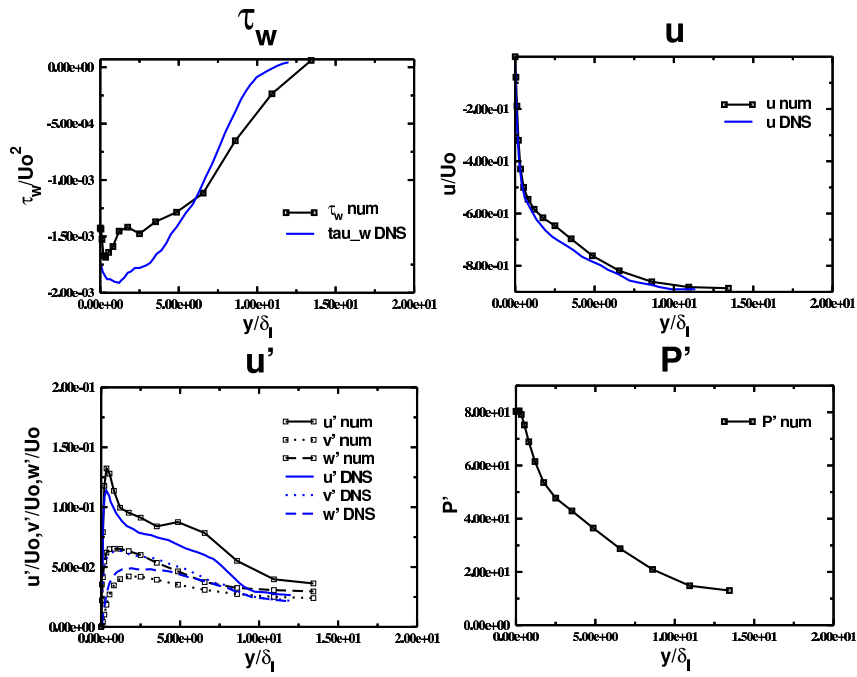 τw
0.00e+00
-5.00e-04
-1.00e-03
-1.50e-03
-2.00e-03
τw/Uo²
τw num
tau_w DNS
0.00e+00 5.00e+00 1.00e+01 1.50e+01 2.00e+01
y/δl
u
-2.00e-01
-4.00e-01
-6.00e-01
-8.00e-01
u/Uo
u num
u DNS
0.00e+00 5.00e+00 1.00e+01 1.50e+01 2.00e+01
y/δl
u’
2.00e-01
1.50e-01
1.00e-01
5.00e-02
0.00e+00
u’/Uo,v’/Uo,w’/Uo
u’ num
v’ num
w’ num
u’ DNS
v’ DNS
w’ DNS
0.00e+00 5.00e+00 1.00e+01 1.50e+01 2.00e+01
y/δl
P’
8.00e+01
6.00e+01
4.00e+01
2.00e+01
0.00e+00
P’
P’ num
0.00e+00 5.00e+00 1.00e+01 1.50e+01 2.00e+01
y/δl